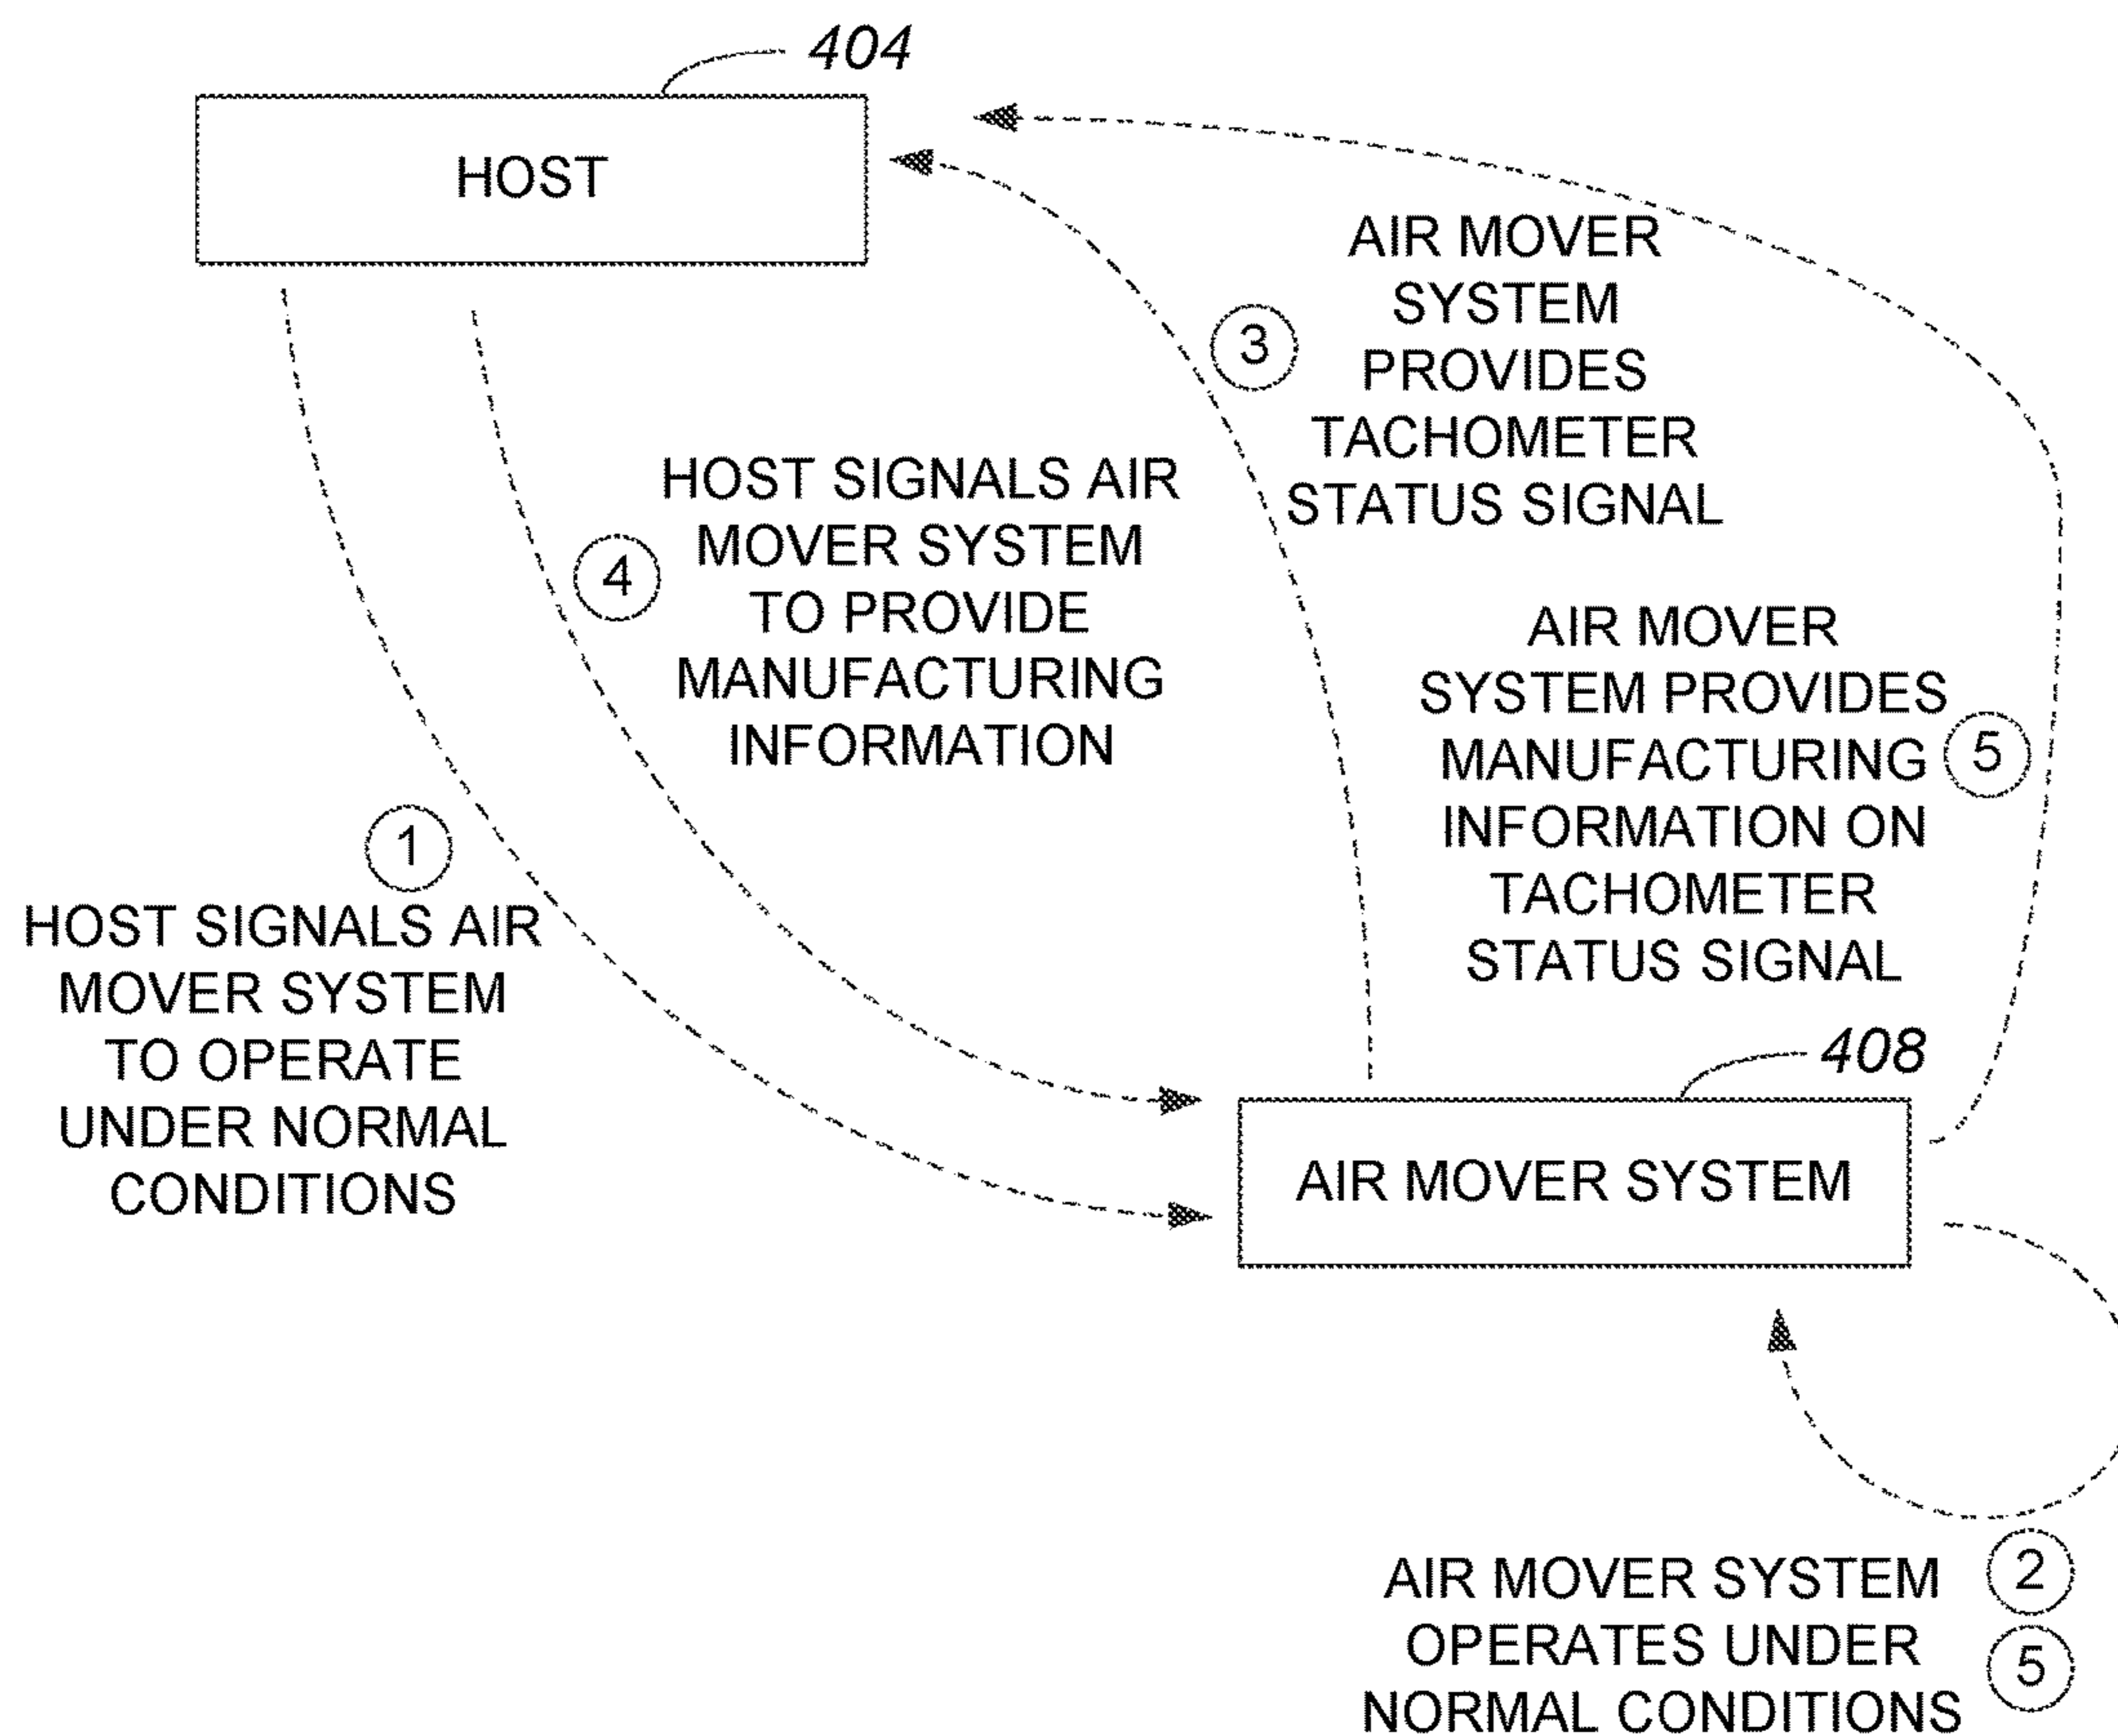 404
HOST
AIR MOVER
SYSTEM
PROVIDES
TACHOMETER
STATUS SIGNAL
3
HOST SIGNALS AIR
MOVER SYSTEM
TO PROVIDE
MANUFACTURING
INFORMATION
4
AIR MOVER
SYSTEM PROVIDES
MANUFACTURING
INFORMATION ON
TACHOMETER
STATUS SIGNAL
5
1
HOST SIGNALS AIR
MOVER SYSTEM
TO OPERATE
UNDER NORMAL
CONDITIONS
408
AIR MOVER SYSTEM
AIR MOVER SYSTEM
OPERATES UNDER
NORMAL CONDITIONS
2
5